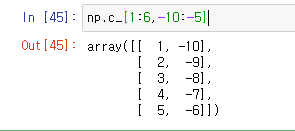 In [45]: np.c_[1:6,-10:-5]
Out[45]: array([[  1, -10],
       [  2,  -9],
       [  3,  -8],
       [  4,  -7],
       [  5,  -6]])